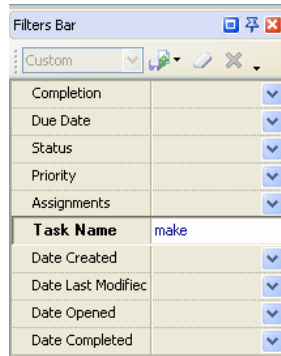 Filters Bar
Custom
Completion
Due Date
Status
Priority
Assignments
Task Name make
Date Created
Date Last Modifiec
Date Opened
Date Completed